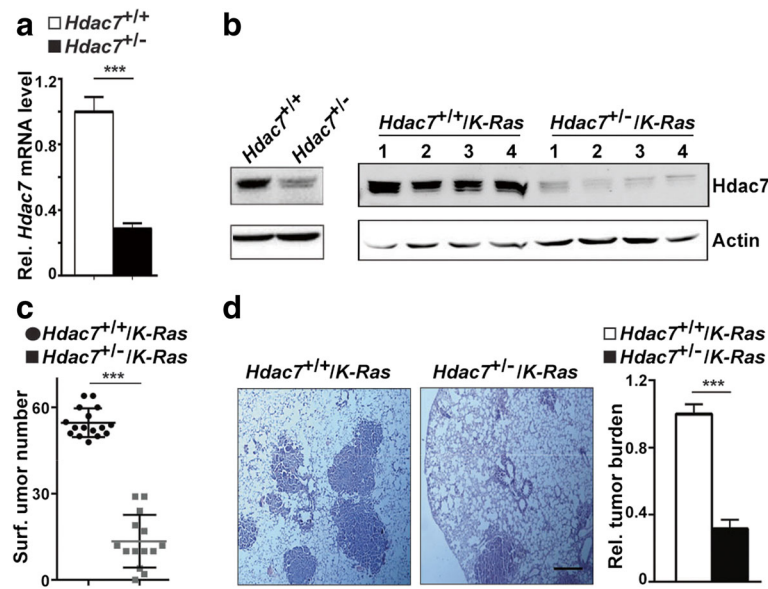 a
Hdac7+/+
Hdac7+/-
***
Rel. Hdac7 mRNA level
1.2
0.8
0.4
0
b
Hdac7+/+
Hdac7+/-
Hdac7+/+/K-Ras
Hdac7+/-/K-Ras
1 2 3 4 1 2 3 4
Hdac7
Actin
c
Hdac7+/+/K-Ras
Hdac7+/-/K-Ras
***
Surf. umor number
60
30
0
d
Hdac7+/+/K-Ras
Hdac7+/-/K-Ras
Hdac7+/+/K-Ras
Hdac7+/-/K-Ras
***
Rel. tumor burden
1.2
0.8
0.4
0